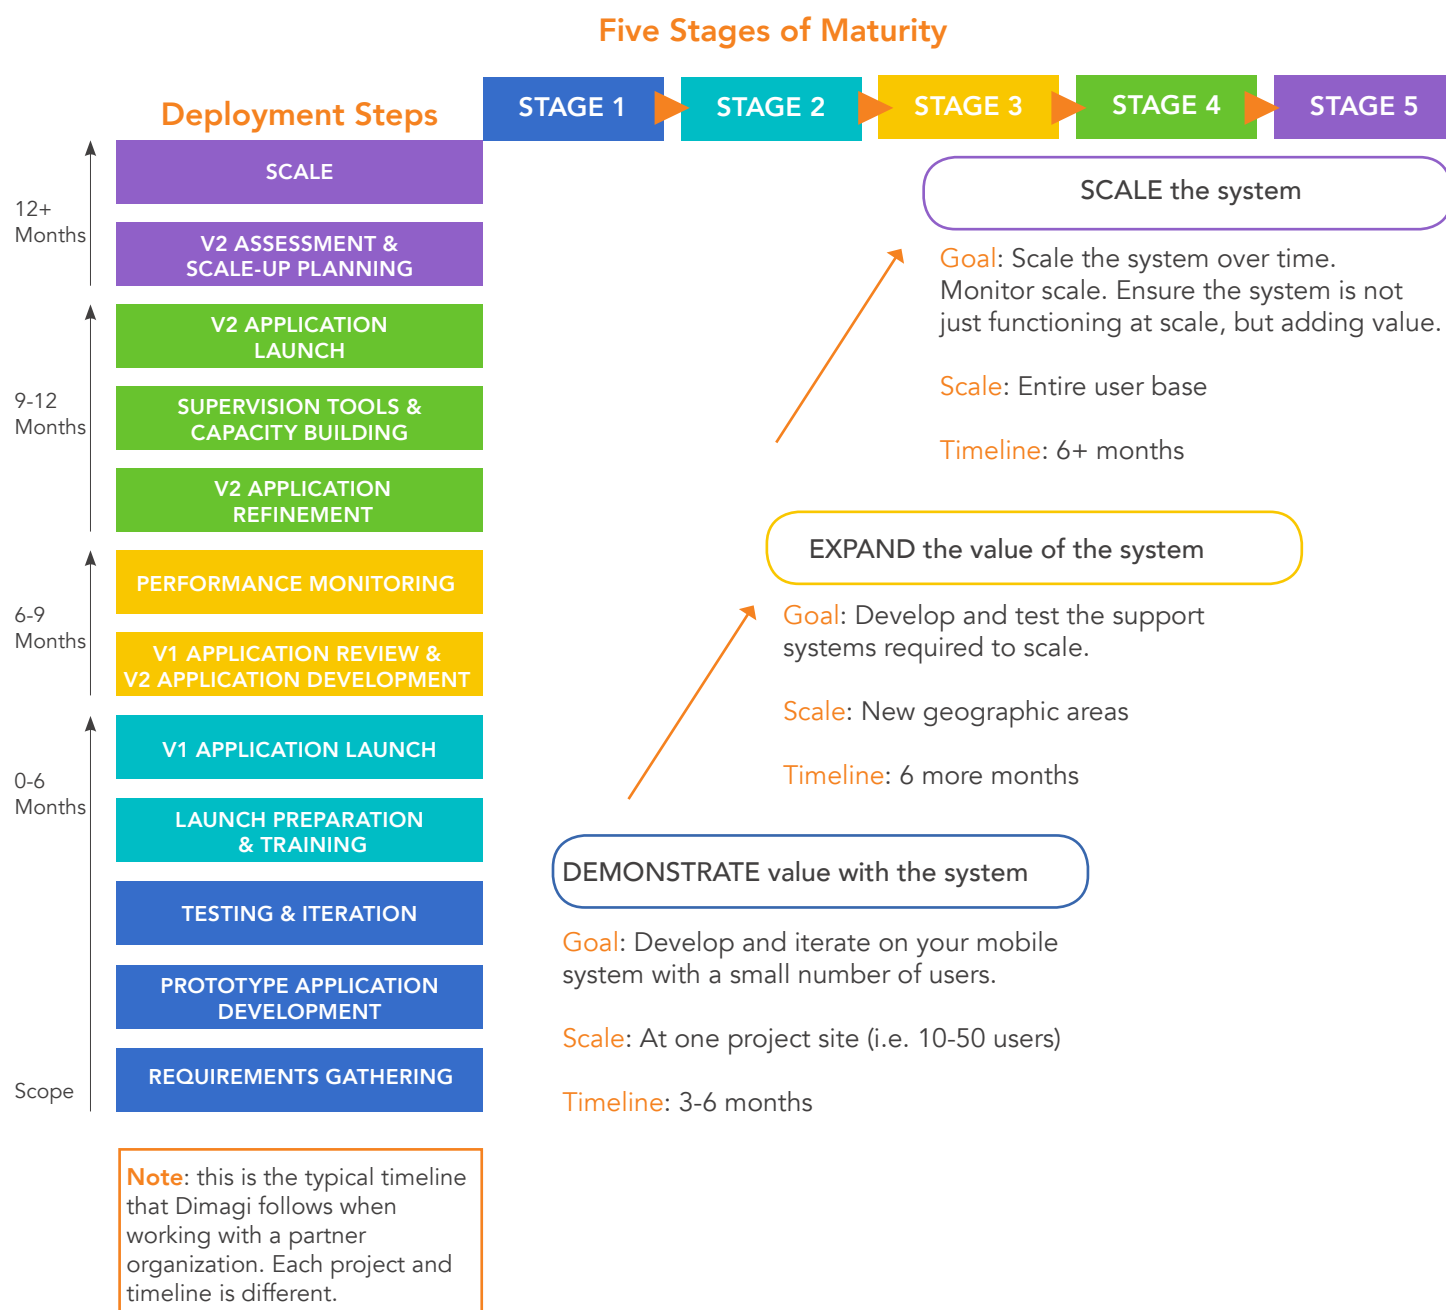 Five Stages of Maturity
STAGE 1
STAGE 2
STAGE 3
STAGE 4
STAGE 5
Deployment Steps
12+
Months
SCALE
V2 ASSESSMENT &
SCALE-UP PLANNING
9-12
Months
V2 APPLICATION
LAUNCH
SUPERVISION TOOLS &
CAPACITY BUILDING
V2 APPLICATION
REFINEMENT
6-9
Months
PERFORMANCE MONITORING
V1 APPLICATION REVIEW &
V2 APPLICATION DEVELOPMENT
0-6
Months
V1 APPLICATION LAUNCH
LAUNCH PREPARATION
& TRAINING
TESTING & ITERATION
PROTOTYPE APPLICATION
DEVELOPMENT
REQUIREMENTS GATHERING
Scope
SCALE the system
Goal: Scale the system over time.
Monitor scale. Ensure the system is not
just functioning at scale, but adding value.
Scale: Entire user base
Timeline: 6+ months
EXPAND the value of the system
Goal: Develop and test the support
systems required to scale.
Scale: New geographic areas
Timeline: 6 more months
DEMONSTRATE value with the system
Goal: Develop and iterate on your mobile
system with a small number of users.
Scale: At one project site (i.e. 10-50 users)
Timeline: 3-6 months
Note: this is the typical timeline
that Dimagi follows when
working with a partner
organization. Each project and
timeline is different.